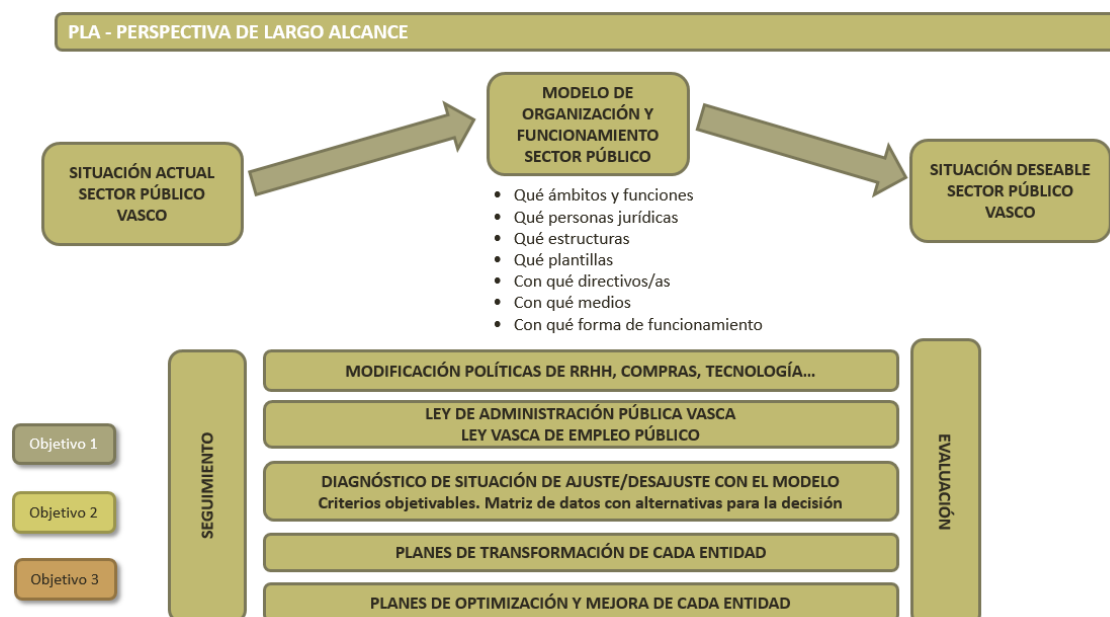 PLA - PERSPECTIVA DE LARGO ALCANCE
MODELO DE
ORGANIZACIÓN Y
FUNCIONAMIENTO
SECTOR PÚBLICO
SITUACIÓN ACTUAL
SECTOR PÚBLICO
VASCO
SITUACIÓN DESEABLE
SECTOR PÚBLICO
VASCO
• Qué ámbitos y funciones
• Qué personas jurídicas
• Qué estructuras
• Qué plantillas
• Con qué directivos/as
• Con qué medios
• Con qué forma de funcionamiento
SEGUIMIENTO
MODIFICACIÓN POLÍTICAS DE RRHH, COMPRAS, TECNOLOGÍA...
LEY DE ADMINISTRACIÓN PÚBLICA VASCA
LEY VASCA DE EMPLEO PÚBLICO
DIAGNÓSTICO DE SITUACIÓN DE AJUSTE/DESAJUSTE CON EL MODELO
Criterios objetivables. Matriz de datos con alternativas para la decisión
PLANES DE TRANSFORMACIÓN DE CADA ENTIDAD
PLANES DE OPTIMIZACIÓN Y MEJORA DE CADA ENTIDAD
EVALUACIÓN
Objetivo 1
Objetivo 2
Objetivo 3